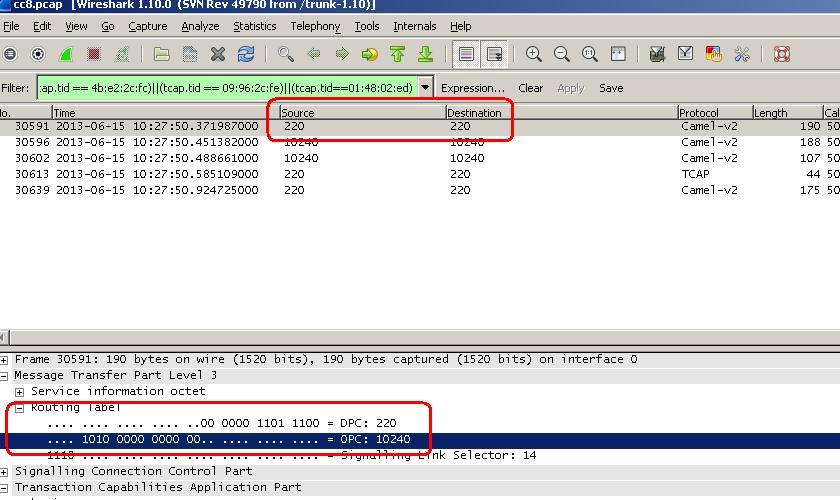 cc8.pcap [Wireshark 1.10.0 (SVN Rev 49790 from /trunk-1.10)]
File Edit View Go Capture Analyze Statistics Telephony Tools Internals Help
Filter: :ap.tid == 4b:e2:2c:fc)||(tcap.tid == 09:96:2c:fe)||(tcap.tid==01:48:02:ed) Expression... Clear Apply Save
No. Time Source Destination Protocol Length Cal
30591 2013-06-15 10:27:50.371987000 220 220 Camel-v2 190 50
30596 2013-06-15 10:27:50.451382000 10240 10240 Camel-v2 188 50
30602 2013-06-15 10:27:50.488661000 10240 10240 Camel-v2 107 50
30613 2013-06-15 10:27:50.585109000 220 220 TCAP 44 50
30639 2013-06-15 10:27:50.924725000 220 220 Camel-v2 175 50
Frame 30591: 190 bytes on wire (1520 bits), 190 bytes captured (1520 bits) on interface 0
Message Transfer Part Level 3
Service information octet
Routing label
.... .... .... .... ..00 0000 1101 1100 = DPC: 220
.... 1010 0000 0000 00.. .... .... .... = OPC: 10240
1110 .... .... .... .... .... .... .... = Signalling Link Selector: 14
Signalling Connection Control Part
Transaction Capabilities Application Part